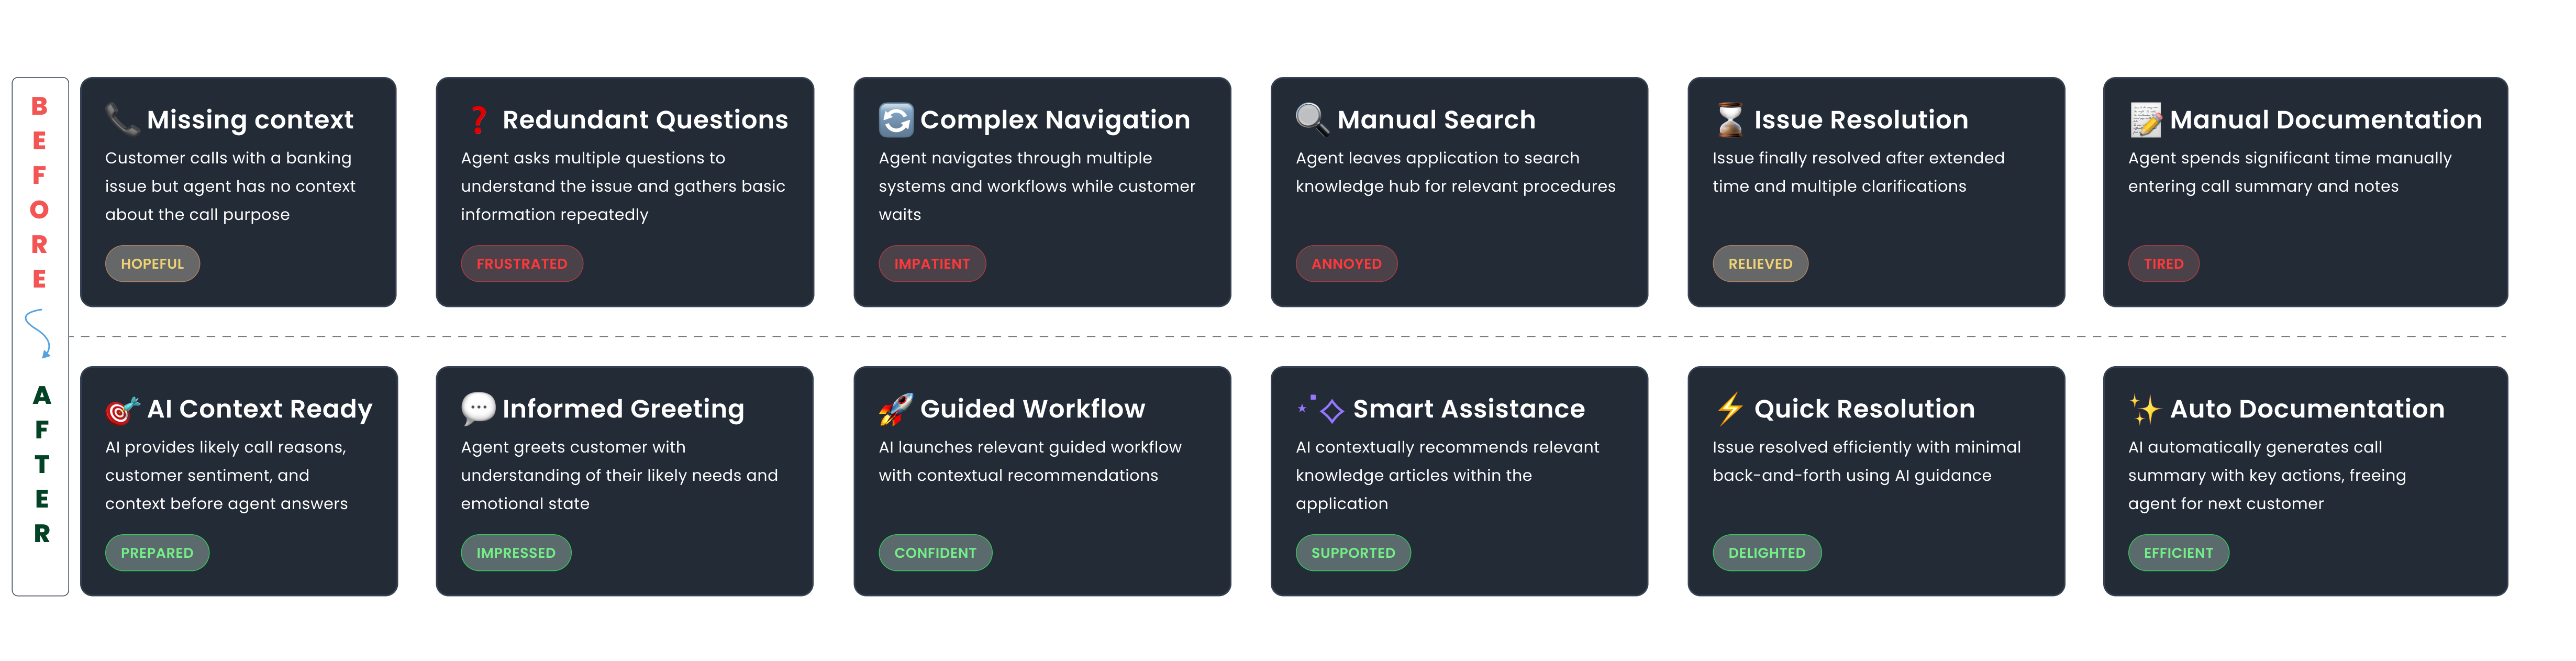 BEFORE
Missing context
Customer calls with a banking
issue but agent has no context
about the call purpose
HOPEFUL
Redundant Questions
Agent asks multiple questions to
understand the issue and gathers basic
information repeatedly
FRUSTRATED
Complex Navigation
Agent navigates through multiple
systems and workflows while customer
waits
IMPATIENT
Manual Search
Agent leaves application to search
knowledge hub for relevant procedures
ANNOYED
Issue Resolution
Issue finally resolved after extended
time and multiple clarifications
RELIEVED
Manual Documentation
Agent spends significant time manually
entering call summary and notes
TIRED
AFTER
AI Context Ready
AI provides likely call reasons,
customer sentiment, and
context before agent answers
PREPARED
Informed Greeting
Agent greets customer with
understanding of their likely needs and
emotional state
IMPRESSED
Guided Workflow
AI launches relevant guided workflow
with contextual recommendations
CONFIDENT
Smart Assistance
AI contextually recommends relevant
knowledge articles within the
application
SUPPORTED
Quick Resolution
Issue resolved efficiently with minimal
back-and-forth using AI guidance
DELIGHTED
Auto Documentation
AI automatically generates call
summary with key actions, freeing
agent for next customer
EFFICIENT